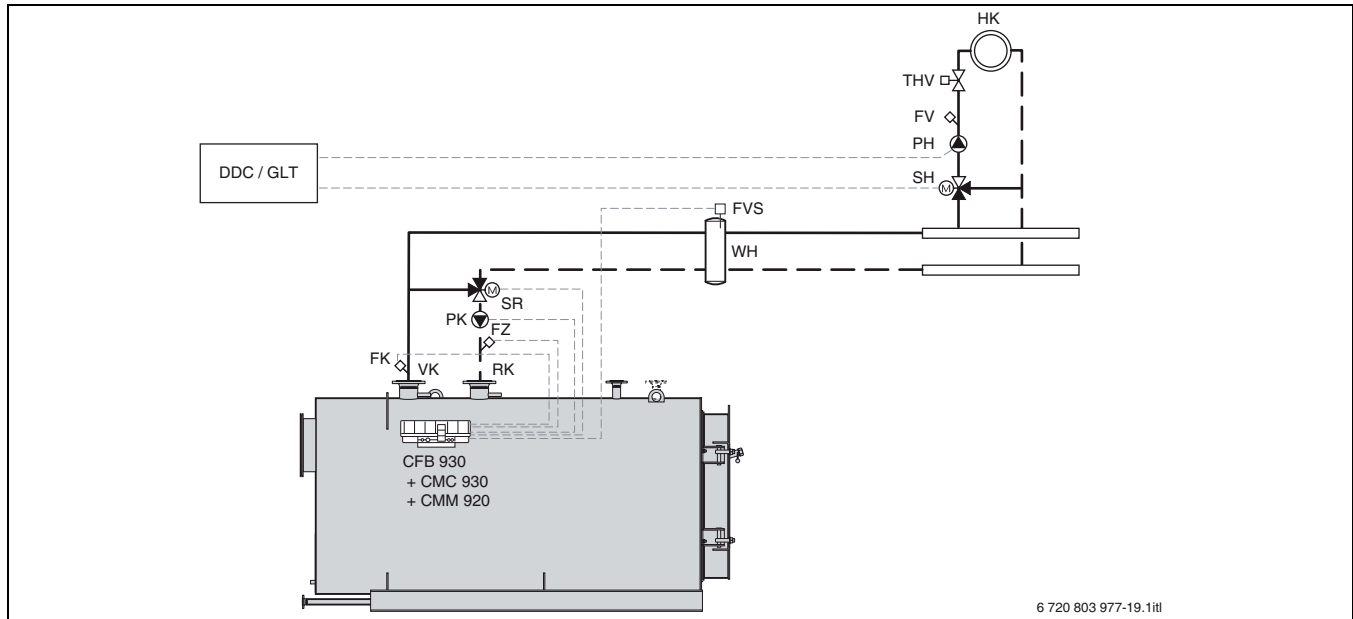 HK
THV
FV
PH
DDC / GLT
SH
M
FVS
WH
M
SR
PK
FZ
FK
VK
RK
CFB 930
+ CMC 930
+ CMM 920
6 720 803 977-19.1itl